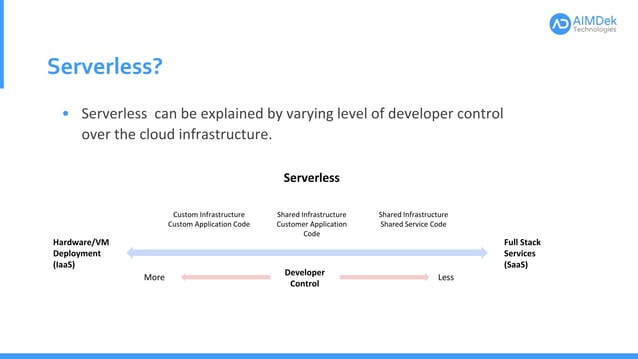 AIMDek
Technologies
Serverless?
• Serverless can be explained by varying level of developer control
over the cloud infrastructure.
Serverless
Custom Infrastructure
Custom Application Code
Shared Infrastructure
Customer Application
Code
Shared Infrastructure
Shared Service Code
Hardware/VM
Deployment
(IaaS)
Full Stack
Services
(SaaS)
More
Developer
Control
Less